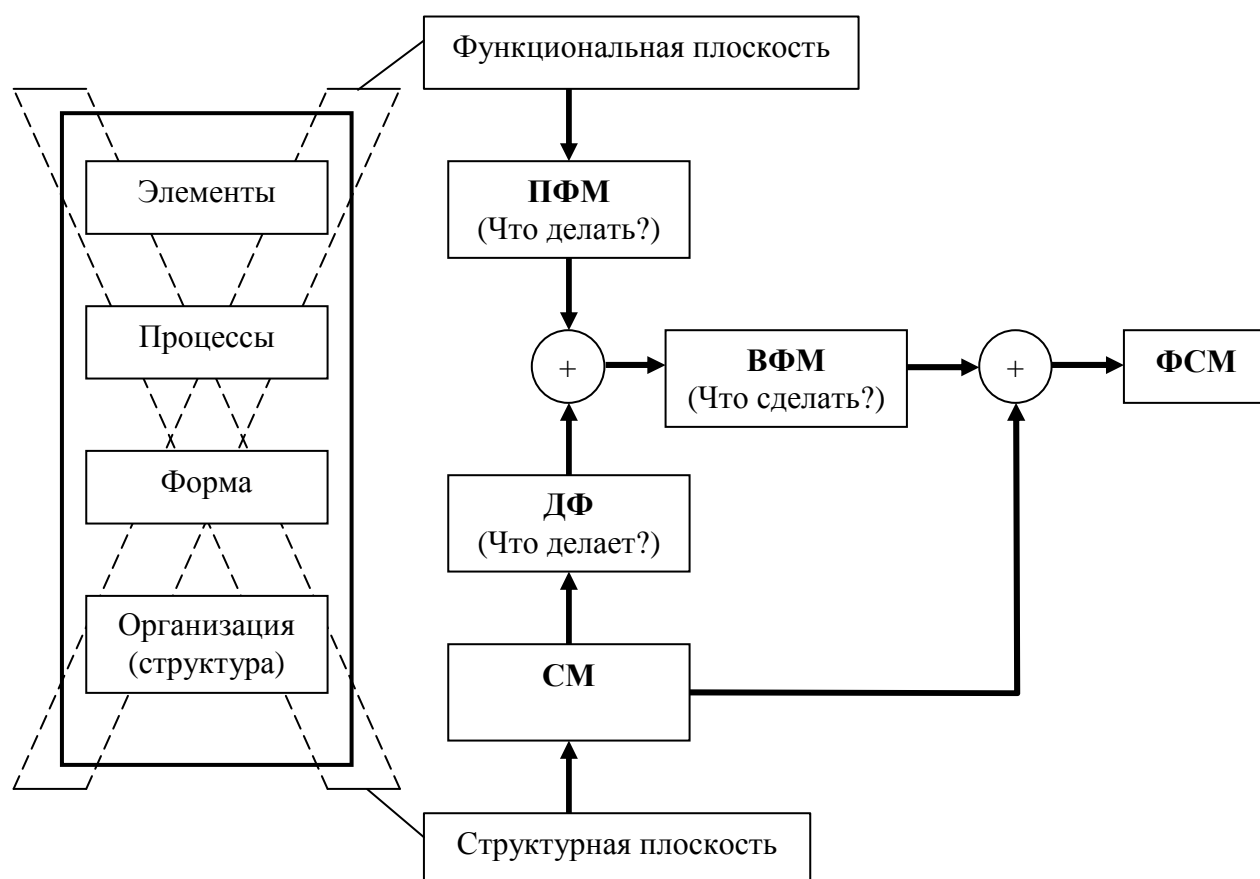 Функциональная плоскость
Элементы
Процессы
Форма
Организация
(структура)
ПФМ
(Что делать?)
+
ВФМ
(Что сделать?)
+
ФСМ
ДФ
(Что делает?)
СМ
Структурная плоскость